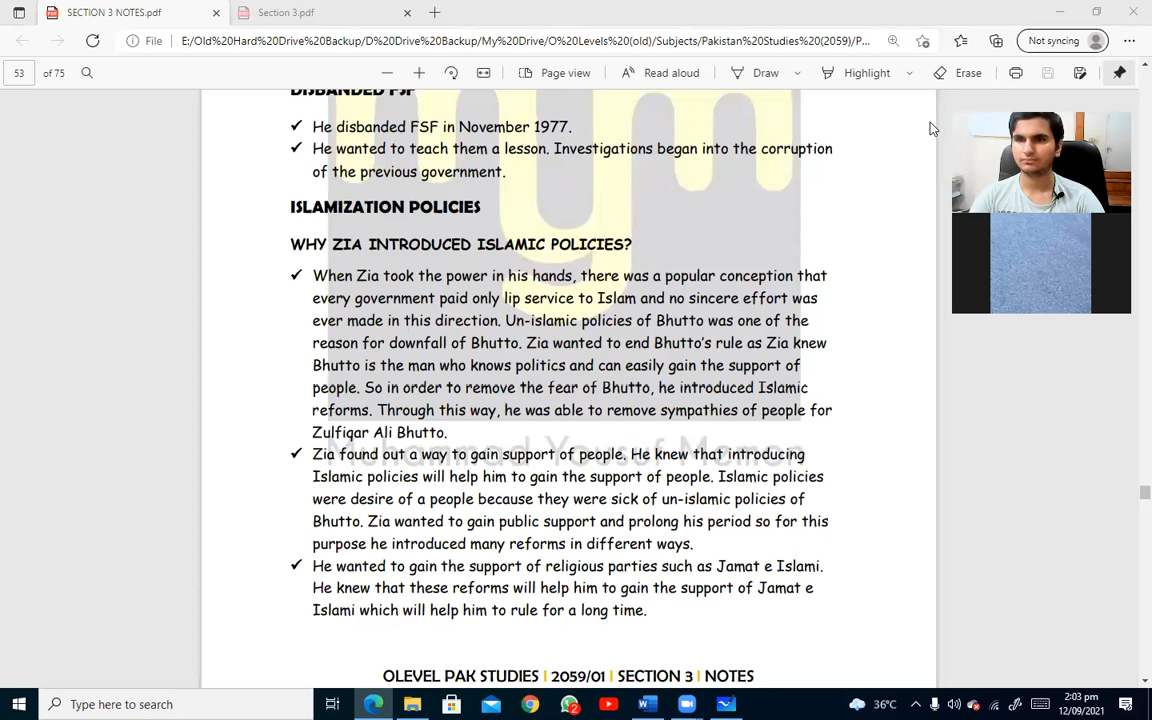 SECTION 3 NOTES.pdf
Section 3.pdf
File
E:/Old%20Hard%20Drive%20Backup/D%20Drive%20Backup/My%20Drive/O%20Levels%20(old)/Subjects/Pakistan%20Studies%20(2059)/P...
Not syncing
53 of 75
Page view
Read aloud
Draw
Highlight
Erase
DISBANDED FSF
✓ He disbanded FSF in November 1977.
✓ He wanted to teach them a lesson. Investigations began into the corruption
of the previous government.
ISLAMIZATION POLICIES
WHY ZIA INTRODUCED ISLAMIC POLICIES?
✓ When Zia took the power in his hands, there was a popular conception that
every government paid only lip service to Islam and no sincere effort was
ever made in this direction. Un-islamic policies of Bhutto was one of the
reason for downfall of Bhutto. Zia wanted to end Bhutto's rule as Zia knew
Bhutto is the man who knows politics and can easily gain the support of
people. So in order to remove the fear of Bhutto, he introduced Islamic
reforms. Through this way, he was able to remove sympathies of people for
Zulfiqar Ali Bhutto.
Muhammad Yousuf Memon
✓ Zia found out a way to gain support of people. He knew that introducing
Islamic policies will help him to gain the support of people. Islamic policies
were desire of a people because they were sick of un-islamic policies of
Bhutto. Zia wanted to gain public support and prolong his period so for this
purpose he introduced many reforms in different ways.
✓ He wanted to gain the support of religious parties such as Jamat e Islami.
He knew that these reforms will help him to gain the support of Jamat e
Islami which will help him to rule for a long time.
OLEVEL PAK STUDIES | 2059/01 | SECTION 3 | NOTES
Type here to search
2
36°C
2:03 pm
12/09/2021